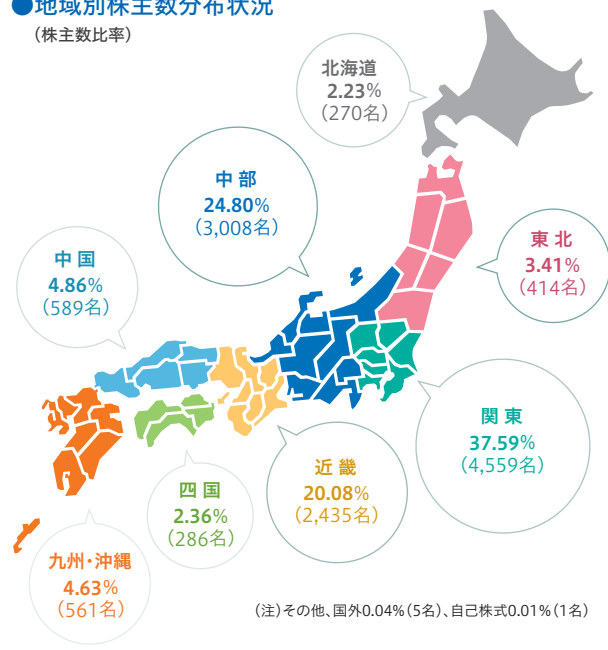 ●地域別株主数分布状況
（株主数比率）
北海道
2.23%
（270名）
中部
24.80%
（3,008名）
東北
3.41%
（414名）
中国
4.86%
（589名）
関東
37.59%
（4,559名）
近畿
20.08%
（2,435名）
四国
2.36%
（286名）
九州・沖縄
4.63%
（561名）
（注）その他、国外0.04%（5名）、自己株式0.01%（1名）